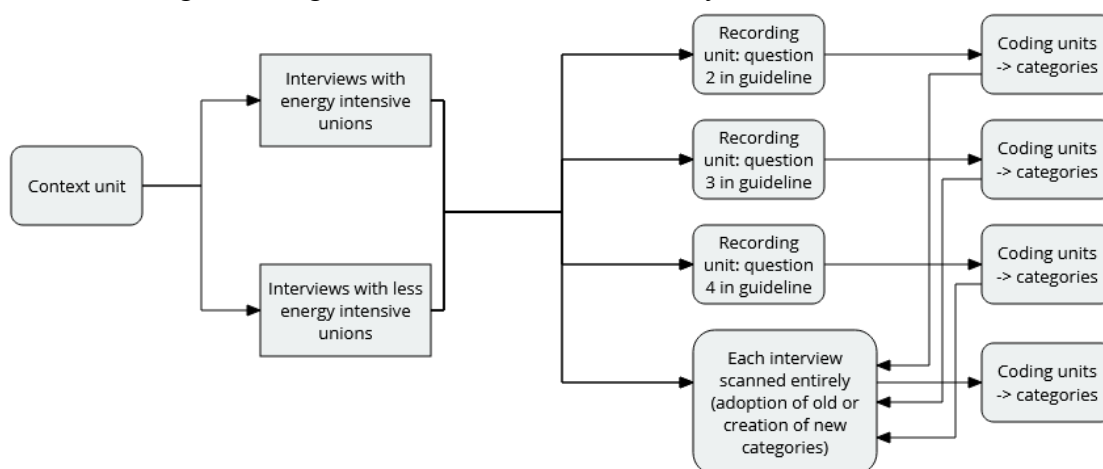 Context unit
Interviews with
energy intensive
unions
Interviews with less
energy intensive
unions
Recording
unit: question
2 in guideline
Recording
unit: question
3 in guideline
Recording
unit: question
4 in guideline
Each interview
scanned entirely
(adoption of old or
creation of new
categories)
Coding units
-> categories
Coding units
-> categories
Coding units
-> categories
Coding units
-> categories